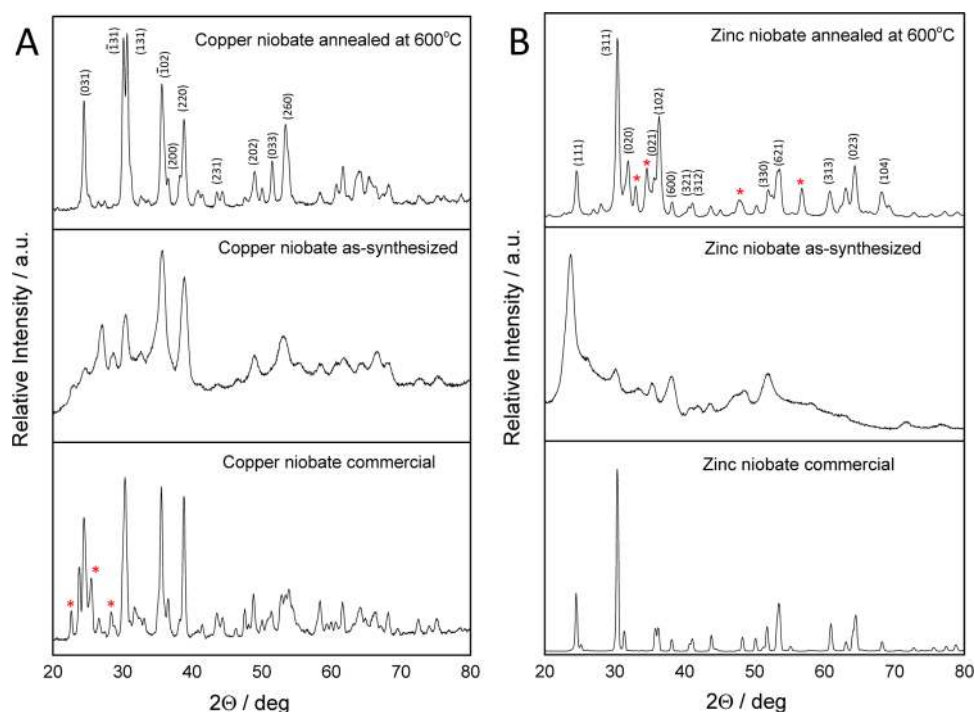 A
Copper niobate annealed at 600°C
(031)
(1̄31)
(131)
(1̄02)
(200)
(220)
(231)
(202)
(033)
(260)
Copper niobate as-synthesized
Copper niobate commercial
*
*
*
Relative Intensity / a.u.
20 30 40 50 60 70 80
2Θ / deg
B
Zinc niobate annealed at 600°C
(111)
(311)
(020)
*
*
(021)
(102)
(600)
(321)
(312)
*
(330)
(621)
*
(313)
(023)
(104)
Zinc niobate as-synthesized
Zinc niobate commercial
Relative Intensity / a.u.
20 30 40 50 60 70 80
2Θ / deg